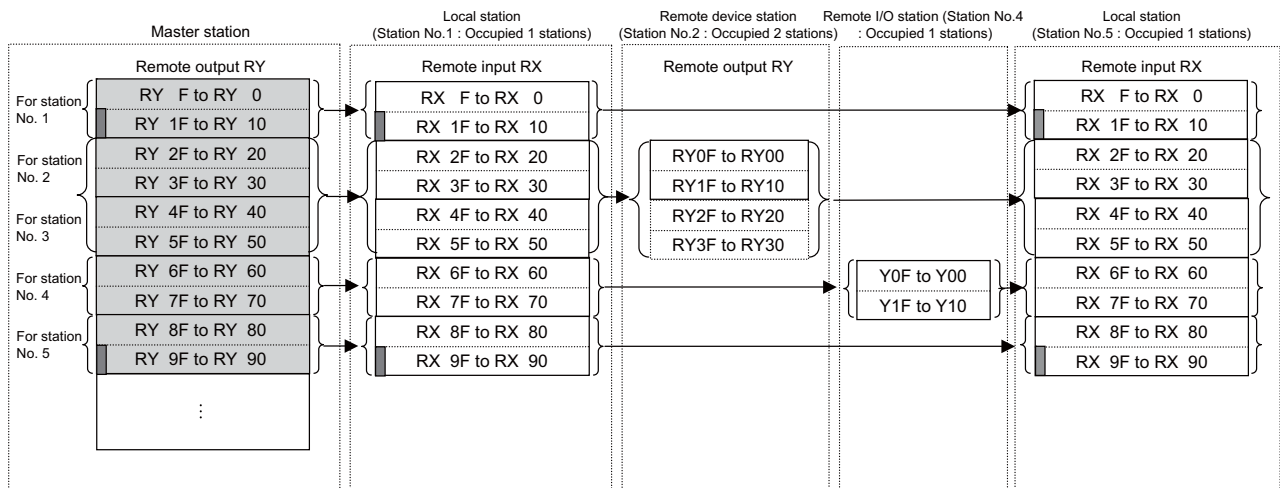 Master station
Local station
(Station No.1 : Occupied 1 stations)
Remote device station
(Station No.2 : Occupied 2 stations)
Remote I/O station (Station No.4
: Occupied 1 stations)
Local station
(Station No.5 : Occupied 1 stations)
Remote output RY
Remote input RX
Remote output RY
Remote input RX
For station
No. 1
RY F to RY 0
RY 1F to RY 10
For station
No. 2
RY 2F to RY 20
RY 3F to RY 30
For station
No. 3
RY 4F to RY 40
RY 5F to RY 50
For station
No. 4
RY 6F to RY 60
RY 7F to RY 70
For station
No. 5
RY 8F to RY 80
RY 9F to RY 90
⋮
RX F to RX 0
RX 1F to RX 10
RX 2F to RX 20
RX 3F to RX 30
RX 4F to RX 40
RX 5F to RX 50
RX 6F to RX 60
RX 7F to RX 70
RX 8F to RX 80
RX 9F to RX 90
RY0F to RY00
RY1F to RY10
RY2F to RY20
RY3F to RY30
Y0F to Y00
Y1F to Y10
RX F to RX 0
RX 1F to RX 10
RX 2F to RX 20
RX 3F to RX 30
RX 4F to RX 40
RX 5F to RX 50
RX 6F to RX 60
RX 7F to RX 70
RX 8F to RX 80
RX 9F to RX 90